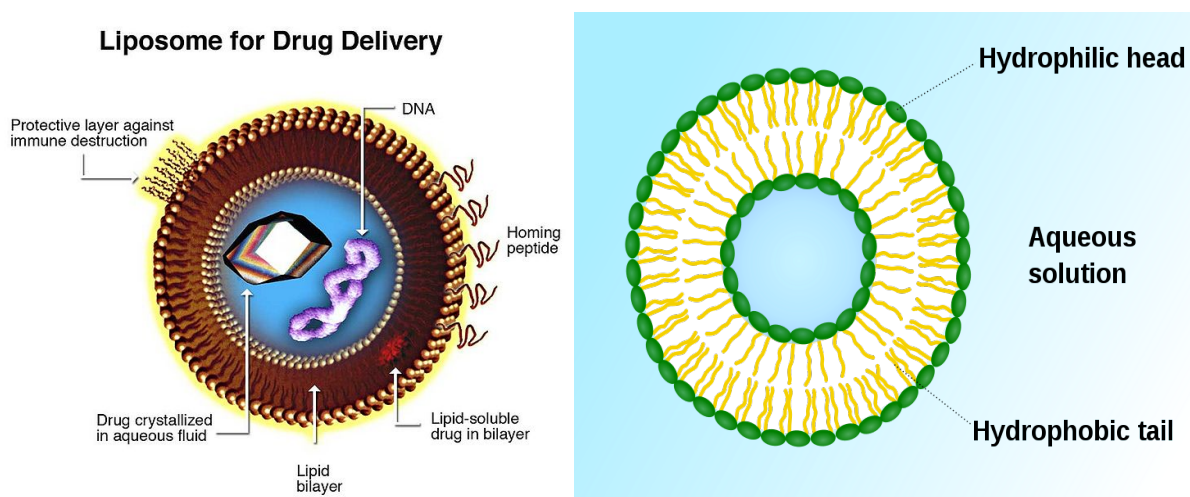 Liposome for Drug Delivery
DNA
Protective layer against
immune destruction
Homing
peptide
Drug crystallized
in aqueous fluid
Lipid-soluble
drug in bilayer
Lipid
bilayer
Hydrophilic head
Aqueous
solution
Hydrophobic tail